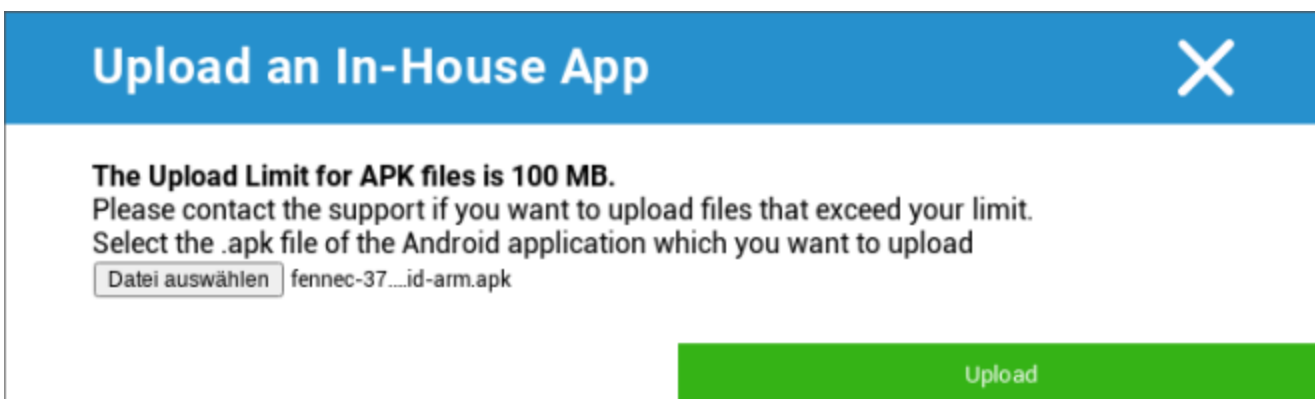 Upload an In-House App
The Upload Limit for APK files is 100 MB.
Please contact the support if you want to upload files that exceed your limit.
Select the .apk file of the Android application which you want to upload
Datei auswählen fennec-37....id-arm.apk
Upload